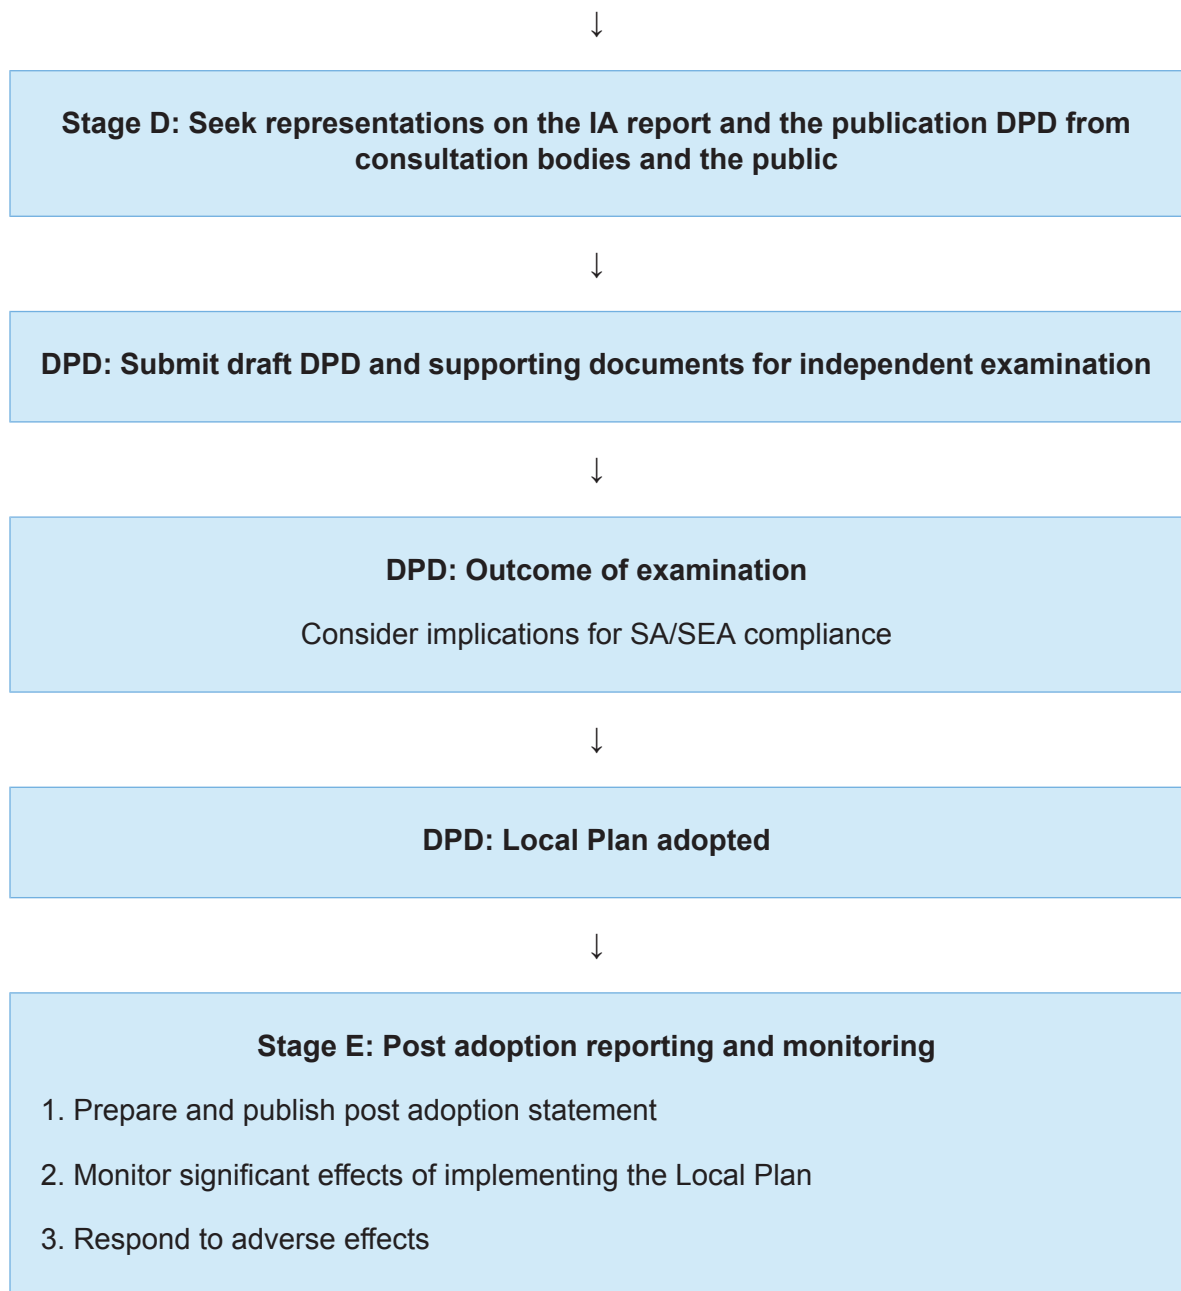 ↓
Stage D: Seek representations on the IA report and the publication DPD from
consultation bodies and the public
↓
DPD: Submit draft DPD and supporting documents for independent examination
↓
DPD: Outcome of examination
Consider implications for SA/SEA compliance
↓
DPD: Local Plan adopted
↓
Stage E: Post adoption reporting and monitoring
1. Prepare and publish post adoption statement
2. Monitor significant effects of implementing the Local Plan
3. Respond to adverse effects